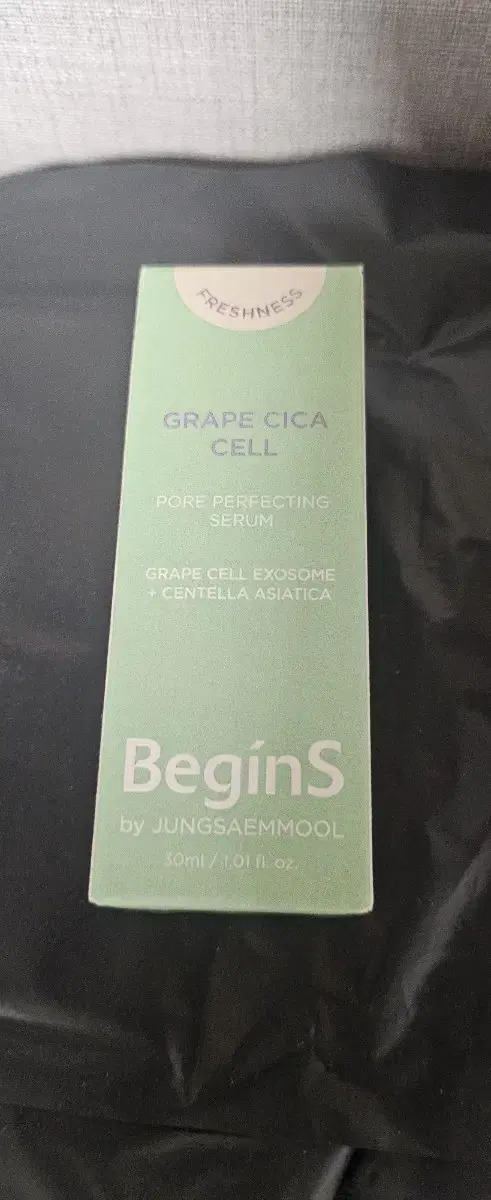 FRESHNESS
GRAPE CICA
CELL
PORE PERFECTING
SERUM
GRAPE CELL EXOSOME
+ CENTELLA ASIATICA
BegínS
by JUNGSAEMMOOL
30ml / 1.01 fl. oz.